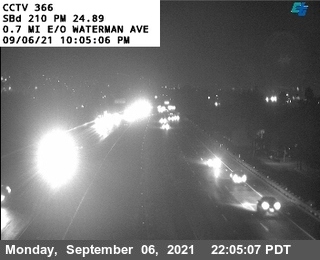 CCTV 366
SBd 210 PM 24.89
0.7 MI E/O WATERMAN AVE
09/06/21 10:05:06 PM
Monday, September 06, 2021 22:05:07 PDT